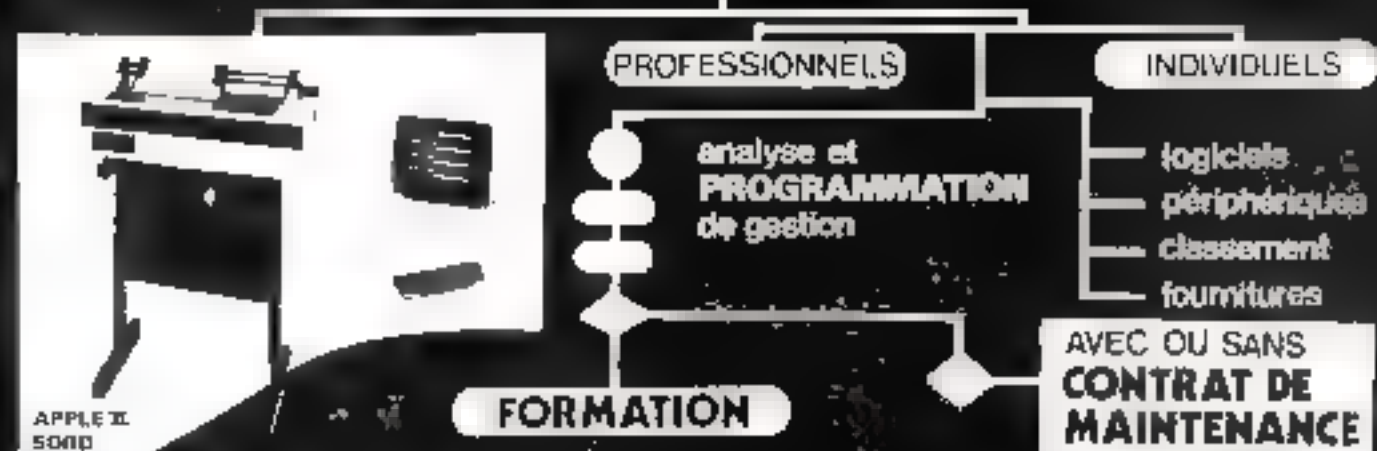 PROFESSIONNELS
INDIVIDUELS
analyse et
PROGRAMMATION
de gestion
logiciels
périphériques
classement
fournitures
FORMATION
AVEC OU SANS
CONTRAT DE
MAINTENANCE
APPLE II
SORD